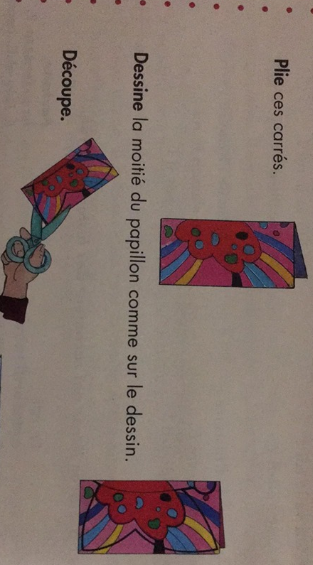 Plie ces carrés.
Dessine la moitié du papillon comme sur le dessin.
Découpe.